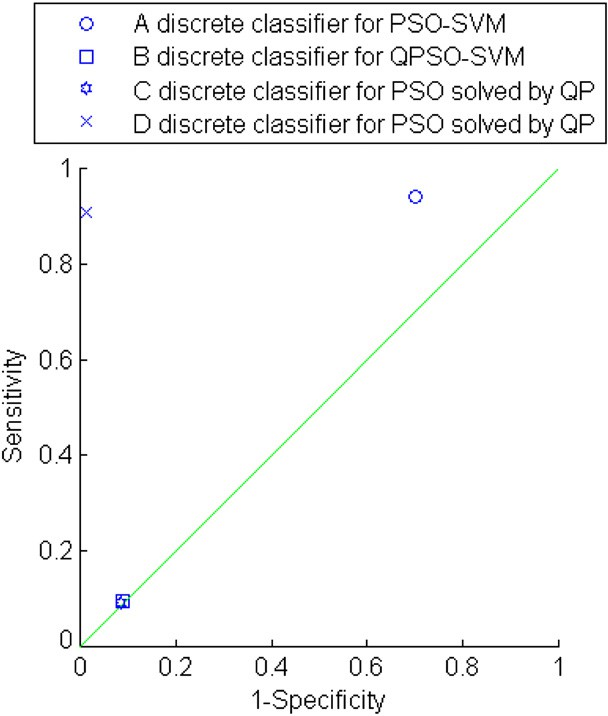 A discrete classifier for PSO-SVM
B discrete classifier for QPSO-SVM
C discrete classifier for PSO solved by QP
D discrete classifier for PSO solved by QP
1
0.8
0.6
0.4
0.2
0
Sensitivity
0 0.2 0.4 0.6 0.8 1
1-Specificity